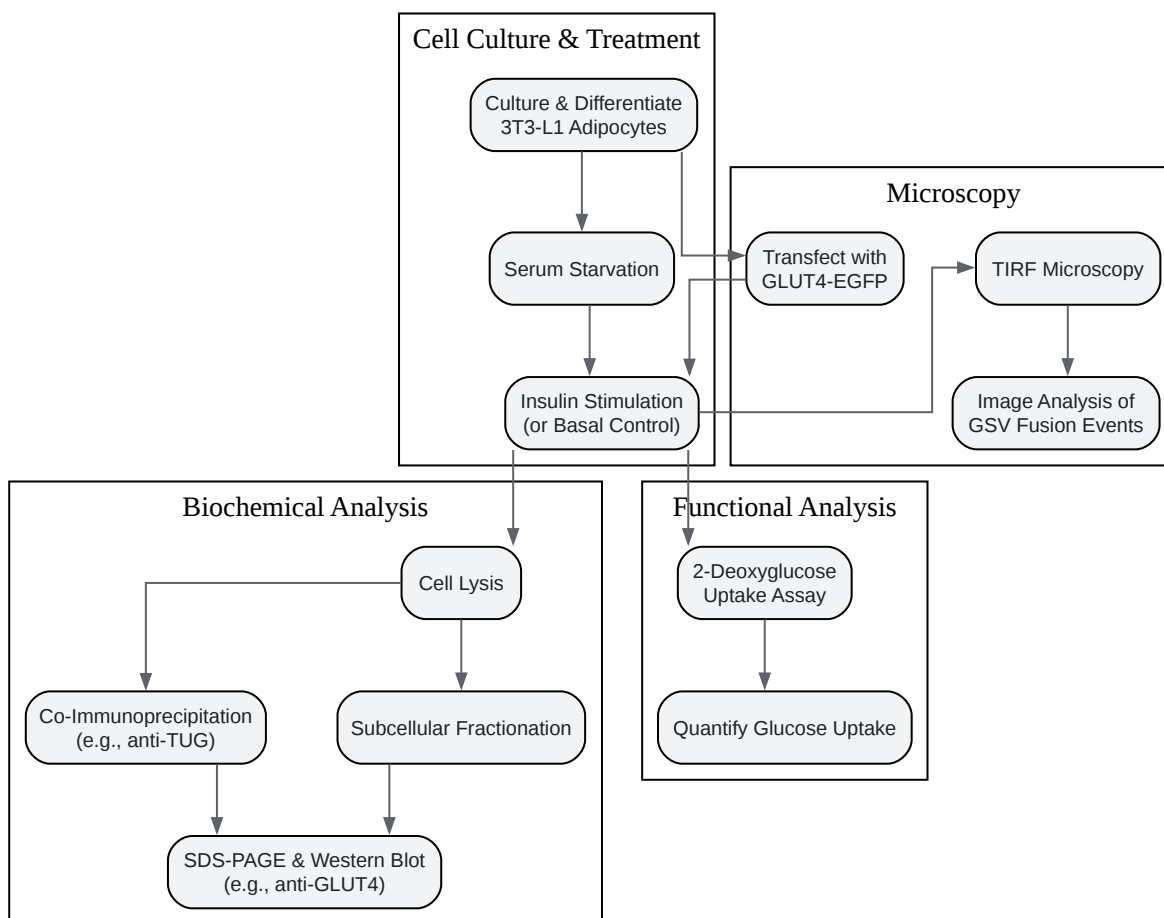 Cell Culture & Treatment
Culture & Differentiate
3T3-L1 Adipocytes
Serum Starvation
Insulin Stimulation
(or Basal Control)
Microscopy
Transfect with
GLUT4-EGFP
TIRF Microscopy
Image Analysis of
GSV Fusion Events
Biochemical Analysis
Cell Lysis
Co-Immunoprecipitation
(e.g., anti-TUG)
Subcellular Fractionation
SDS-PAGE & Western Blot
(e.g., anti-GLUT4)
Functional Analysis
2-Deoxyglucose
Uptake Assay
Quantify Glucose Uptake